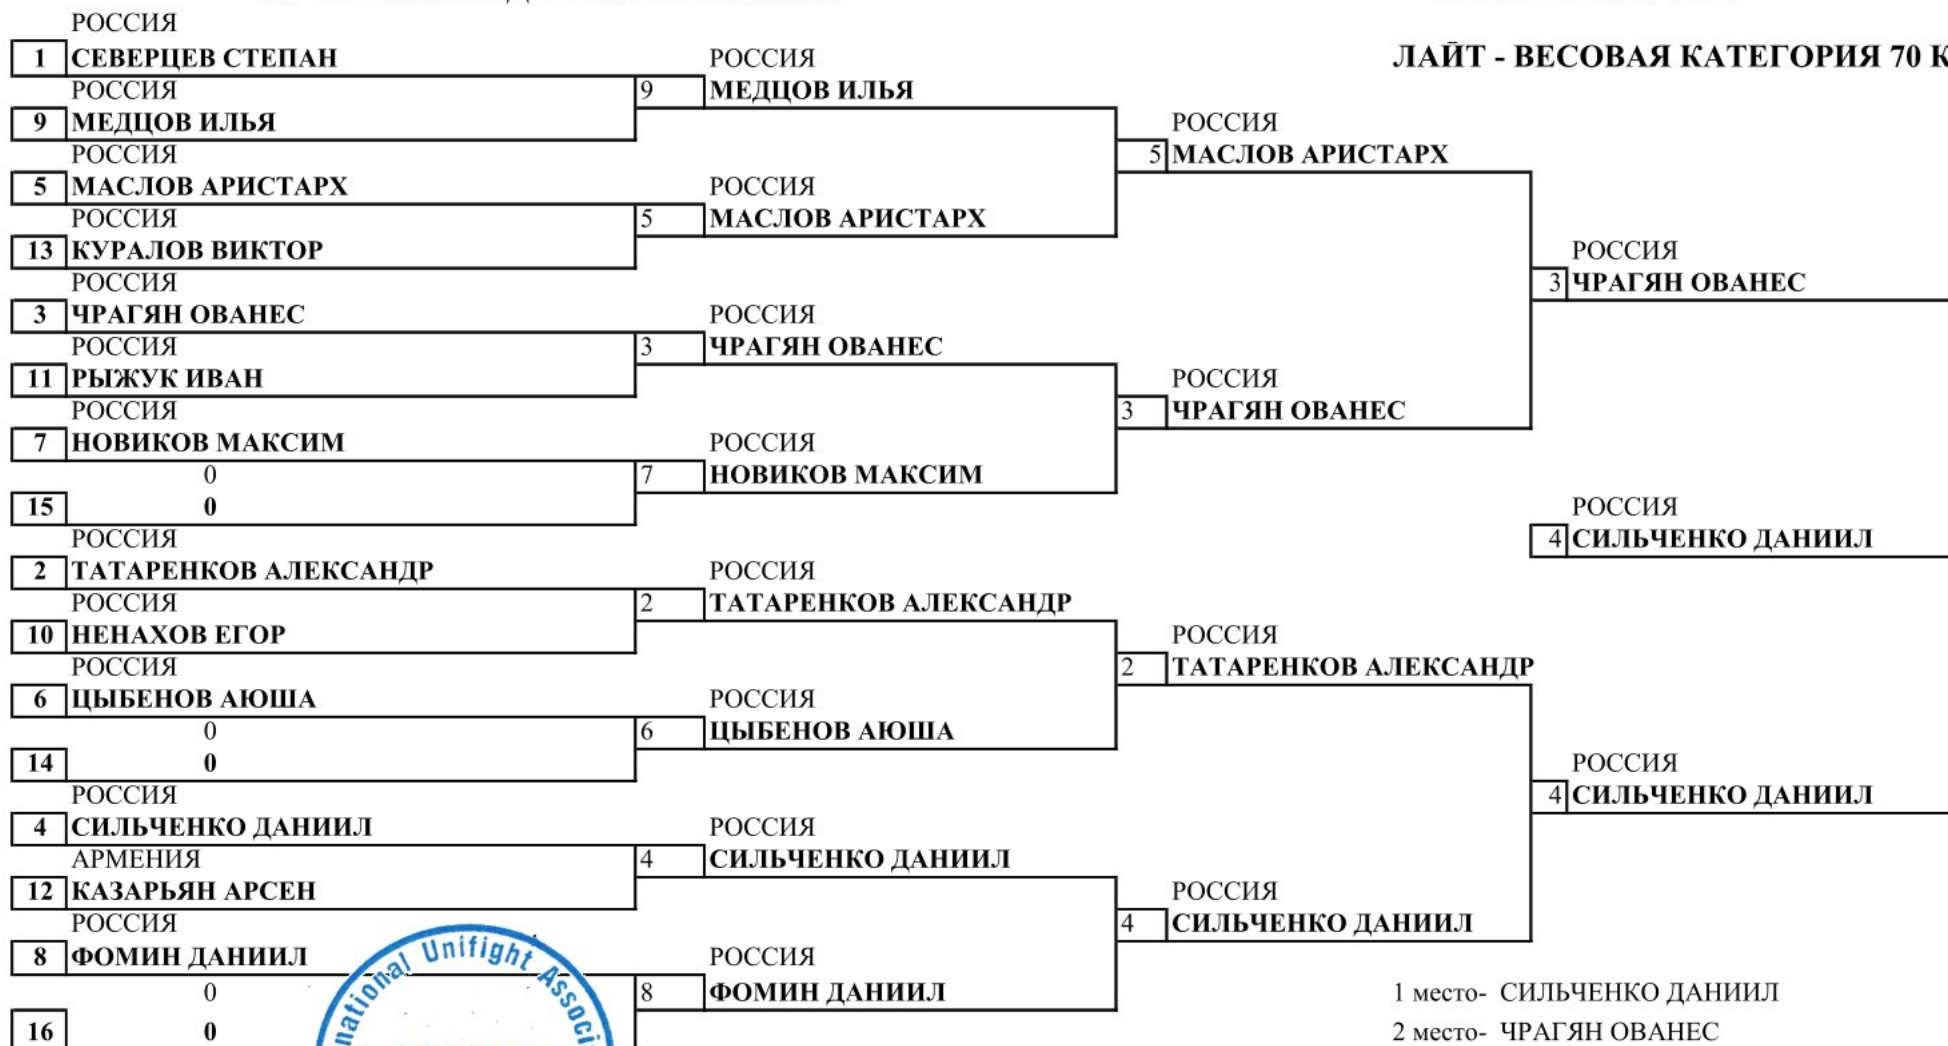 РОССИЯ
1 СЕВЕРЦЕВ СТЕПАН
РОССИЯ
ЛАЙТ - ВЕСОВАЯ КАТЕГОРИЯ 70 К
РОССИЯ
9 МЕДЦОВ ИЛЬЯ
9 МЕДЦОВ ИЛЬЯ
РОССИЯ
РОССИЯ
5 МАСЛОВ АРИСТАРХ
5 МАСЛОВ АРИСТАРХ
РОССИЯ
РОССИЯ
5 МАСЛОВ АРИСТАРХ
13 КУРАЛОВ ВИКТОР
РОССИЯ
РОССИЯ
3 ЧРАГЯН ОВАНЕС
3 ЧРАГЯН ОВАНЕС
РОССИЯ
РОССИЯ
3 ЧРАГЯН ОВАНЕС
11 РЫЖУК ИВАН
РОССИЯ
РОССИЯ
3 ЧРАГЯН ОВАНЕС
7 НОВИКОВ МАКСИМ
РОССИЯ
0
7 НОВИКОВ МАКСИМ
15 0
РОССИЯ
РОССИЯ
4 СИЛЬЧЕНКО ДАНИИЛ
2 ТАТАРЕНКОВ АЛЕКСАНДР
РОССИЯ
РОССИЯ
2 ТАТАРЕНКОВ АЛЕКСАНДР
10 НЕНАХОВ ЕГОР
РОССИЯ
РОССИЯ
2 ТАТАРЕНКОВ АЛЕКСАНДР
6 ЦЫБЕНОВ АЮША
РОССИЯ
0
6 ЦЫБЕНОВ АЮША
14 0
РОССИЯ
РОССИЯ
4 СИЛЬЧЕНКО ДАНИИЛ
4 СИЛЬЧЕНКО ДАНИИЛ
РОССИЯ
АРМЕНИЯ
4 СИЛЬЧЕНКО ДАНИИЛ
12 КАЗАРЬЯН АРСЕН
РОССИЯ
РОССИЯ
4 СИЛЬЧЕНКО ДАНИИЛ
8 ФОМИН ДАНИИЛ
РОССИЯ
national Unifight Associ
0
8 ФОМИН ДАНИИЛ
1 место- СИЛЬЧЕНКО ДАНИИЛ
16 0
2 место- ЧРАГЯН ОВАНЕС